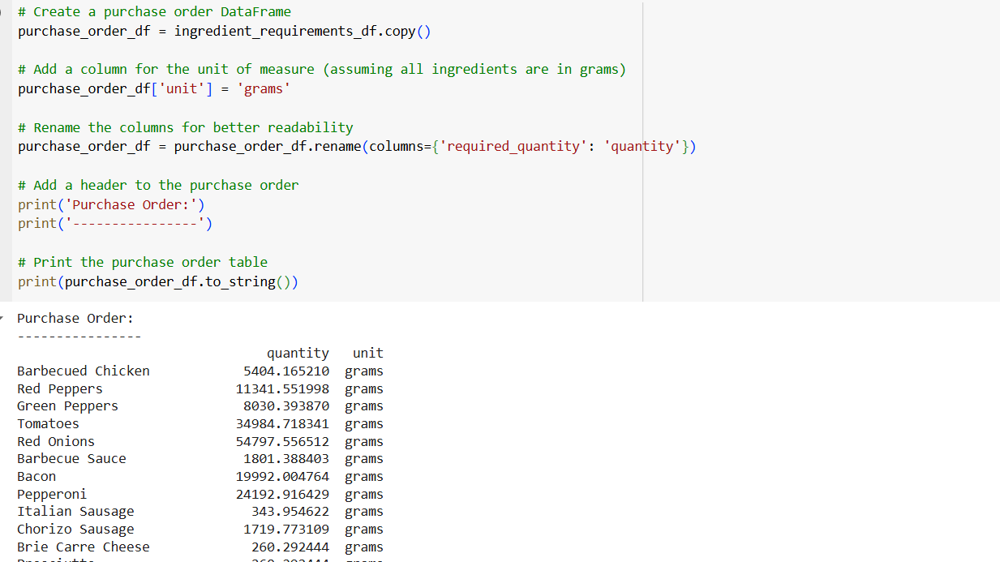 # Create a purchase order DataFrame
purchase_order_df = ingredient_requirements_df.copy()
# Add a column for the unit of measure (assuming all ingredients are in grams)
purchase_order_df['unit'] = 'grams'
# Rename the columns for better readability
purchase_order_df = purchase_order_df.rename(columns={'required_quantity': 'quantity'})
# Add a header to the purchase order
print('Purchase Order:')
print('----------------')
# Print the purchase order table
print(purchase_order_df.to_string())
Purchase Order:
----------------
quantity unit
Barbecued Chicken 5404.165210 grams
Red Peppers 11341.551998 grams
Green Peppers 8030.393870 grams
Tomatoes 34984.718341 grams
Red Onions 54797.556512 grams
Barbecue Sauce 1801.388403 grams
Bacon 19992.004764 grams
Pepperoni 24192.916429 grams
Italian Sausage 343.954622 grams
Chorizo Sausage 1719.773109 grams
Brie Carre Cheese 260.292444 grams